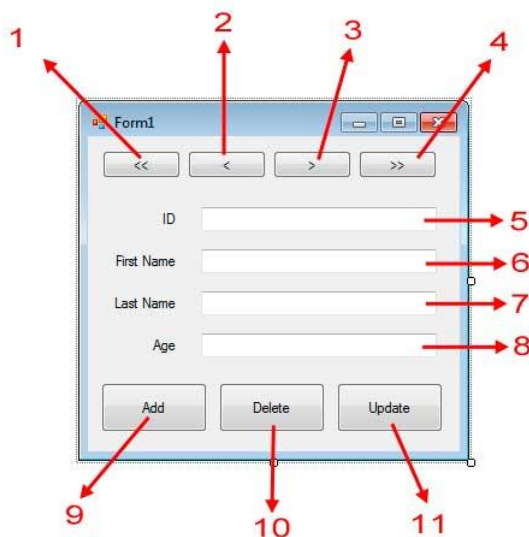 1 2 3 4
Form1
<< < > >>
ID 5
First Name 6
Last Name 7
Age 8
Add Delete Update
9 10 11